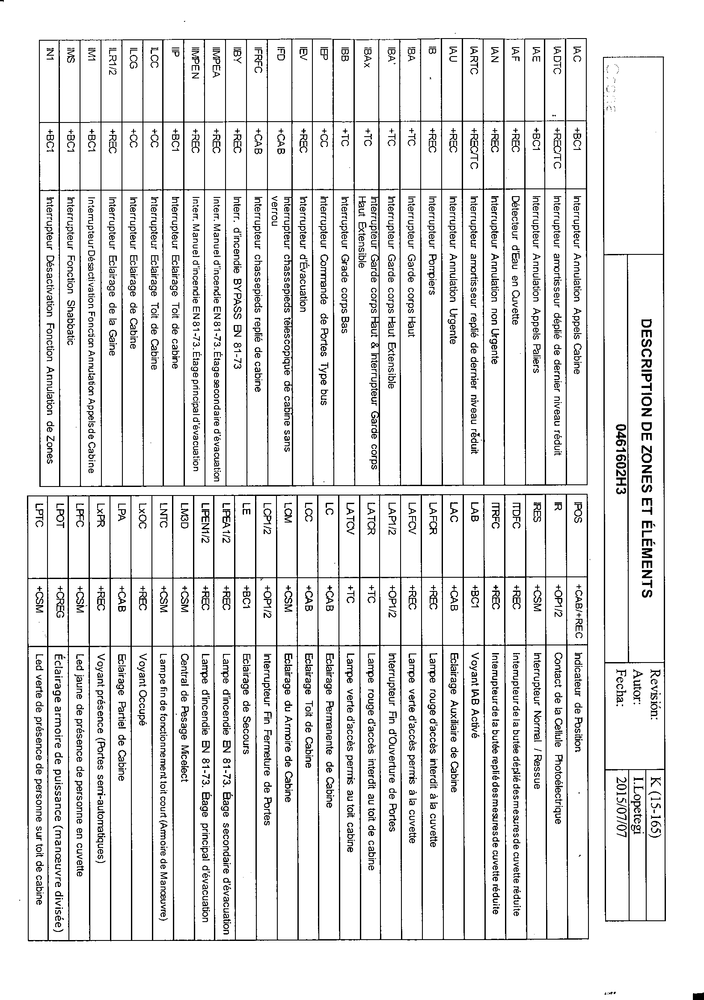 Orona
DESCRIPTION DE ZONES ET ÉLÉMENTS
0461602H3
Revisión: K (15-165)
Autor: I.Lopetegi
Fecha: 2015/07/07
IAC +BC1 Interrupteur Annulation Appels Cabine
IADTC +REC/TC Interrupteur amortisseur déplié de dernier niveau réduit
IAE +BC1 Interrupteur Annulation Appels Paliers
IAF +REC Détecteur d'Eau en Cuvette
IAN +REC Interrupteur Annulation non Urgente
IARTC +REC/TC Interrupteur amortisseur replié de dernier niveau réduit
IAU +REC Interrupteur Annulation Urgente
IB +REC Interrupteur Pompiers
IBA +TC Interrupteur Garde corps Haut
IBA' +TC Interrupteur Garde corps Haut Extensible
IBAx +TC Interrupteur Garde corps Haut & Interrupteur Garde corps
Haut Extensible
IBB +TC Interrupteur Grade corps Bas
IEP +CC Interrupteur Commande de Portes Type bus
IEV +REC Interrupteur d'Évacuation
IFD +CAB Interrupteur chassepieds télescopique de cabine sans
verrou
IFRFC +CAB Interrupteur chassepieds replié de cabine
IIBY +REC Interr. d'incendie BYPASS EN 81-73
IIMPEA +REC Interr. Manuel d'incendie EN 81-73. Étage secondaire d'évacuation
IIMPEN +REC Interr. Manuel d'incendie EN 81-73. Étage principal d'évacuation
IIP +BC1 Interrupteur Eclairage Toit de cabine
ILCC +CC Interrupteur Eclairage Toit de Cabine
ILCG +CC Interrupteur Eclairage de Cabine
ILR1/2 +REC Interrupteur Eclairage de la Gaine
IM1 +BC1 Interrupteur Désactivation Fonction Annulation Appels de Cabine
IMS +BC1 Interrupteur Fonction Shabbatic
IN1 +BC1 Interrupteur Désactivation Fonction Annulation de Zones
IPOS +CAB/+REC Indicateur de Position
IR +OP1/2 Contact de la Cellule Photoélectrique
IRES +CSM Interrupteur Normal / Ressue
ITDFC +REC Interrupteur de la butée déplié des mesures de cuvette réduite
ITRFC +REC Interrupteur de la butée replié des mesures de cuvette réduite
LAB +BC1 Voyant IAB Activé
LAC +CAB Eclairage Auxiliaire de Cabine
LAFCR +REC Lampe rouge d'accès interdit à la cuvette
LAFCV +REC Lampe verte d'accès permis à la cuvette
LAP1/2 +OP1/2 Interrupteur Fin d'Ouverture de Portes
LATCR +TC Lampe rouge d'accès interdit au toit de cabine
LATCV +TC Lampe verte d'accès permis au toit cabine
LC +CAB Eclairage Permanente de Cabine
LCC +CAB Eclairage Toit de Cabine
LCM +CSM Eclairage du Armoire de Cabine
LCP1/2 +OP1/2 Interrupteur Fin Fermeture de Portes
LE +BC1 Eclairage de Secours
LIPEA1/2 +REC Lampe d'incendie EN 81-73. Étage secondaire d'évacuation
LIPEN1/2 +REC Lampe d'incendie EN 81-73. Étage principal d'évacuation
LM3D +CSM Central de Pesage Micelect
LNTC +CSM Lampe fin de fonctionnement toit court (Armoire de Manœuvre)
LxOC +REC Voyant Occupé
LPA +CAB Eclairage Partiel de Cabine
LxPR +REC Voyant présence (Portes semi-automatiques)
LPFC +CSM Led jaune de présence de personne en cuvette
LPOT +CREG Éclairage armoire de puissance (manœuvre divisée)
LPTC +CSM Led verte de présence de personne sur toit de cabine